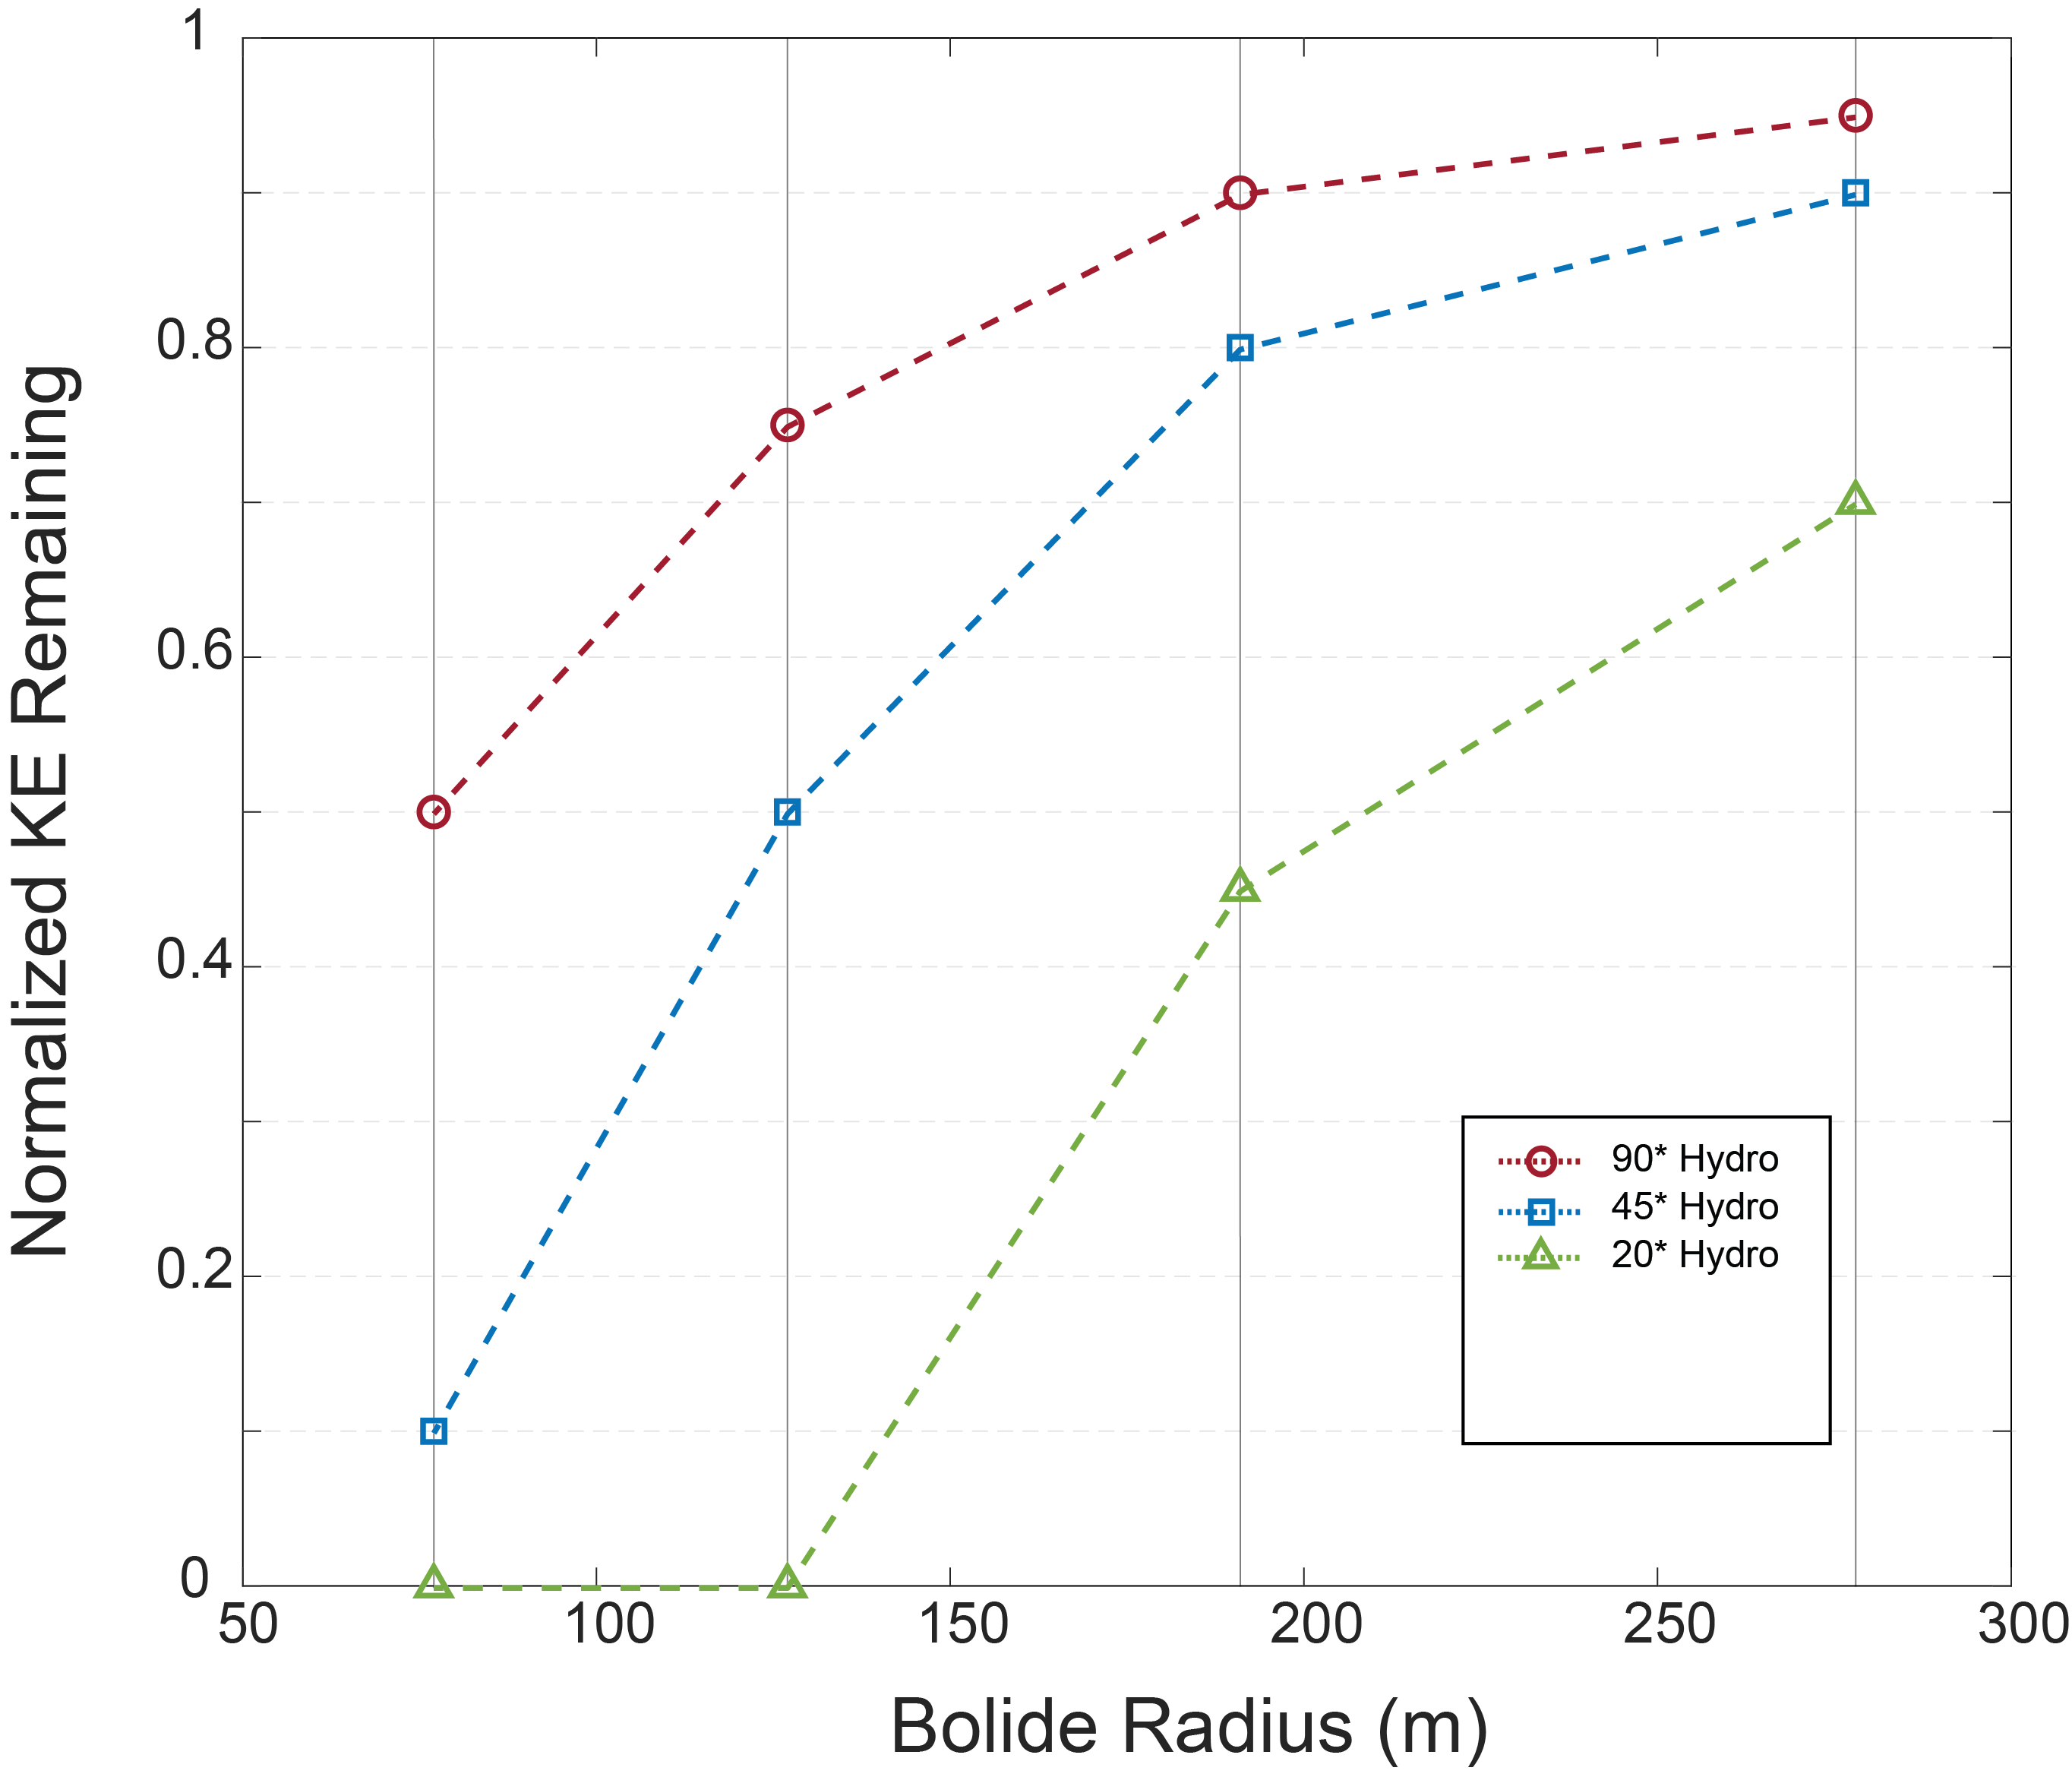 1
0.8
0.6
0.4
0.2
0
Normalized KE Remaining
50 100 150 200 250 300
Bolide Radius (m)
90* Hydro
45* Hydro
20* Hydro